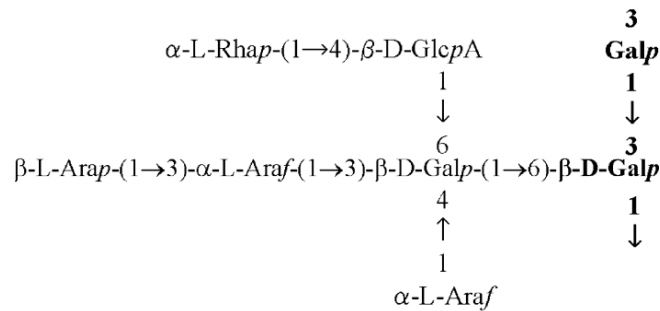 3
α-L-Rhap-(1→4)-β-D-GlcpA Galp
1 1
↓ ↓
6 3
β-L-Arap-(1→3)-α-L-Araf-(1→3)-β-D-Galp-(1→6)-β-D-Galp
4 1
↑ ↓
1
α-L-Araf